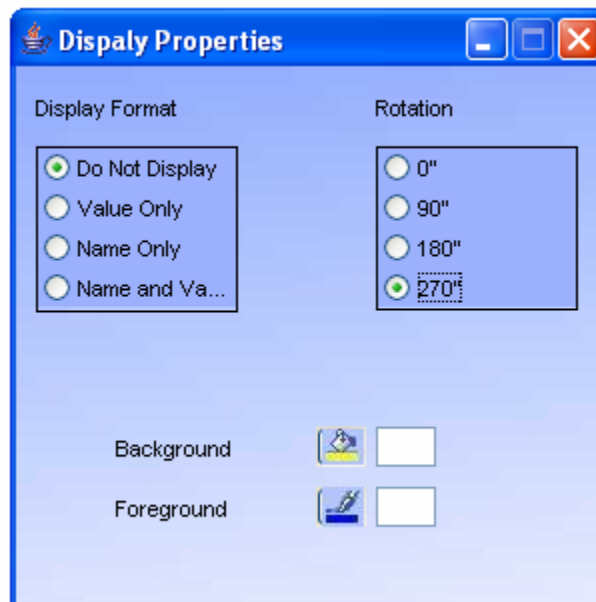 Dispaly Properties
Display Format
Rotation
Do Not Display
Value Only
Name Only
Name and Va...
0"
90"
180"
270"
Background
Foreground